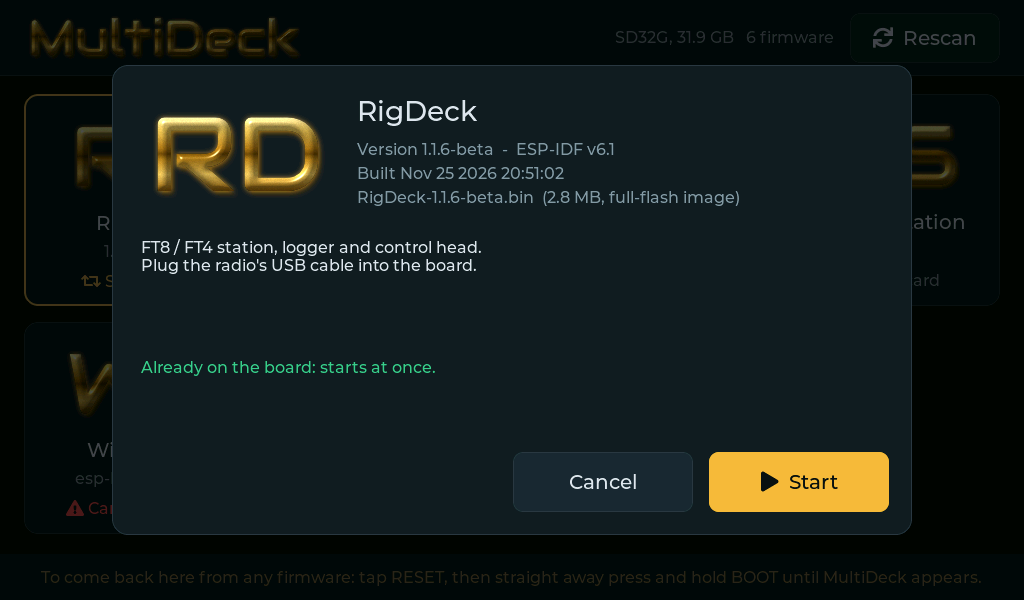 MultiDeck
SD32G, 31.9 GB 6 firmware
Rescan
RD
RigDeck
Version 1.1.6-beta - ESP-IDF v6.1
Built Nov 25 2026 20:51:02
RigDeck-1.1.6-beta.bin (2.8 MB, full-flash image)
FT8 / FT4 station, logger and control head.
Plug the radio's USB cable into the board.
Already on the board: starts at once.
Cancel
Start
To come back here from any firmware: tap RESET, then straight away press and hold BOOT until MultiDeck appears.